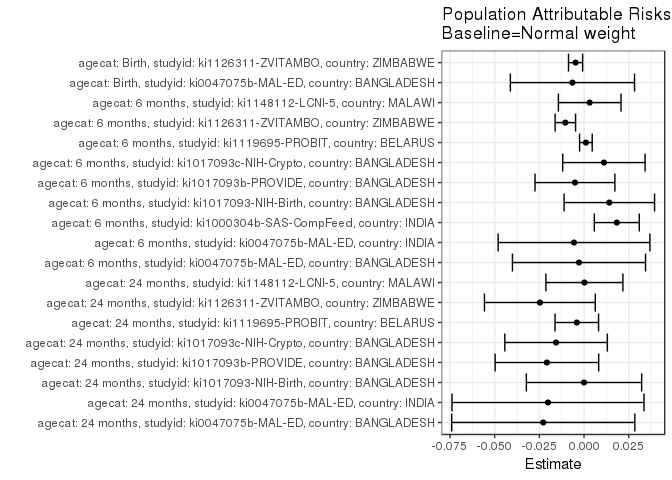 Population Attributable Risks
Baseline=Normal weight
agecat: Birth, studyid: ki1126311-ZVITAMBO, country: ZIMBABWE
agecat: Birth, studyid: ki0047075b-MAL-ED, country: BANGLADESH
agecat: 6 months, studyid: ki1148112-LCNI-5, country: MALAWI
agecat: 6 months, studyid: ki1126311-ZVITAMBO, country: ZIMBABWE
agecat: 6 months, studyid: ki1119695-PROBIT, country: BELARUS
agecat: 6 months, studyid: ki1017093c-NIH-Crypto, country: BANGLADESH
agecat: 6 months, studyid: ki1017093b-PROVIDE, country: BANGLADESH
agecat: 6 months, studyid: ki1017093-NIH-Birth, country: BANGLADESH
agecat: 6 months, studyid: ki1000304b-SAS-CompFeed, country: INDIA
agecat: 6 months, studyid: ki0047075b-MAL-ED, country: INDIA
agecat: 6 months, studyid: ki0047075b-MAL-ED, country: BANGLADESH
agecat: 24 months, studyid: ki1148112-LCNI-5, country: MALAWI
agecat: 24 months, studyid: ki1126311-ZVITAMBO, country: ZIMBABWE
agecat: 24 months, studyid: ki1119695-PROBIT, country: BELARUS
agecat: 24 months, studyid: ki1017093c-NIH-Crypto, country: BANGLADESH
agecat: 24 months, studyid: ki1017093b-PROVIDE, country: BANGLADESH
agecat: 24 months, studyid: ki1017093-NIH-Birth, country: BANGLADESH
agecat: 24 months, studyid: ki0047075b-MAL-ED, country: INDIA
agecat: 24 months, studyid: ki0047075b-MAL-ED, country: BANGLADESH
-0.075 -0.050 -0.025 0.000 0.025
Estimate